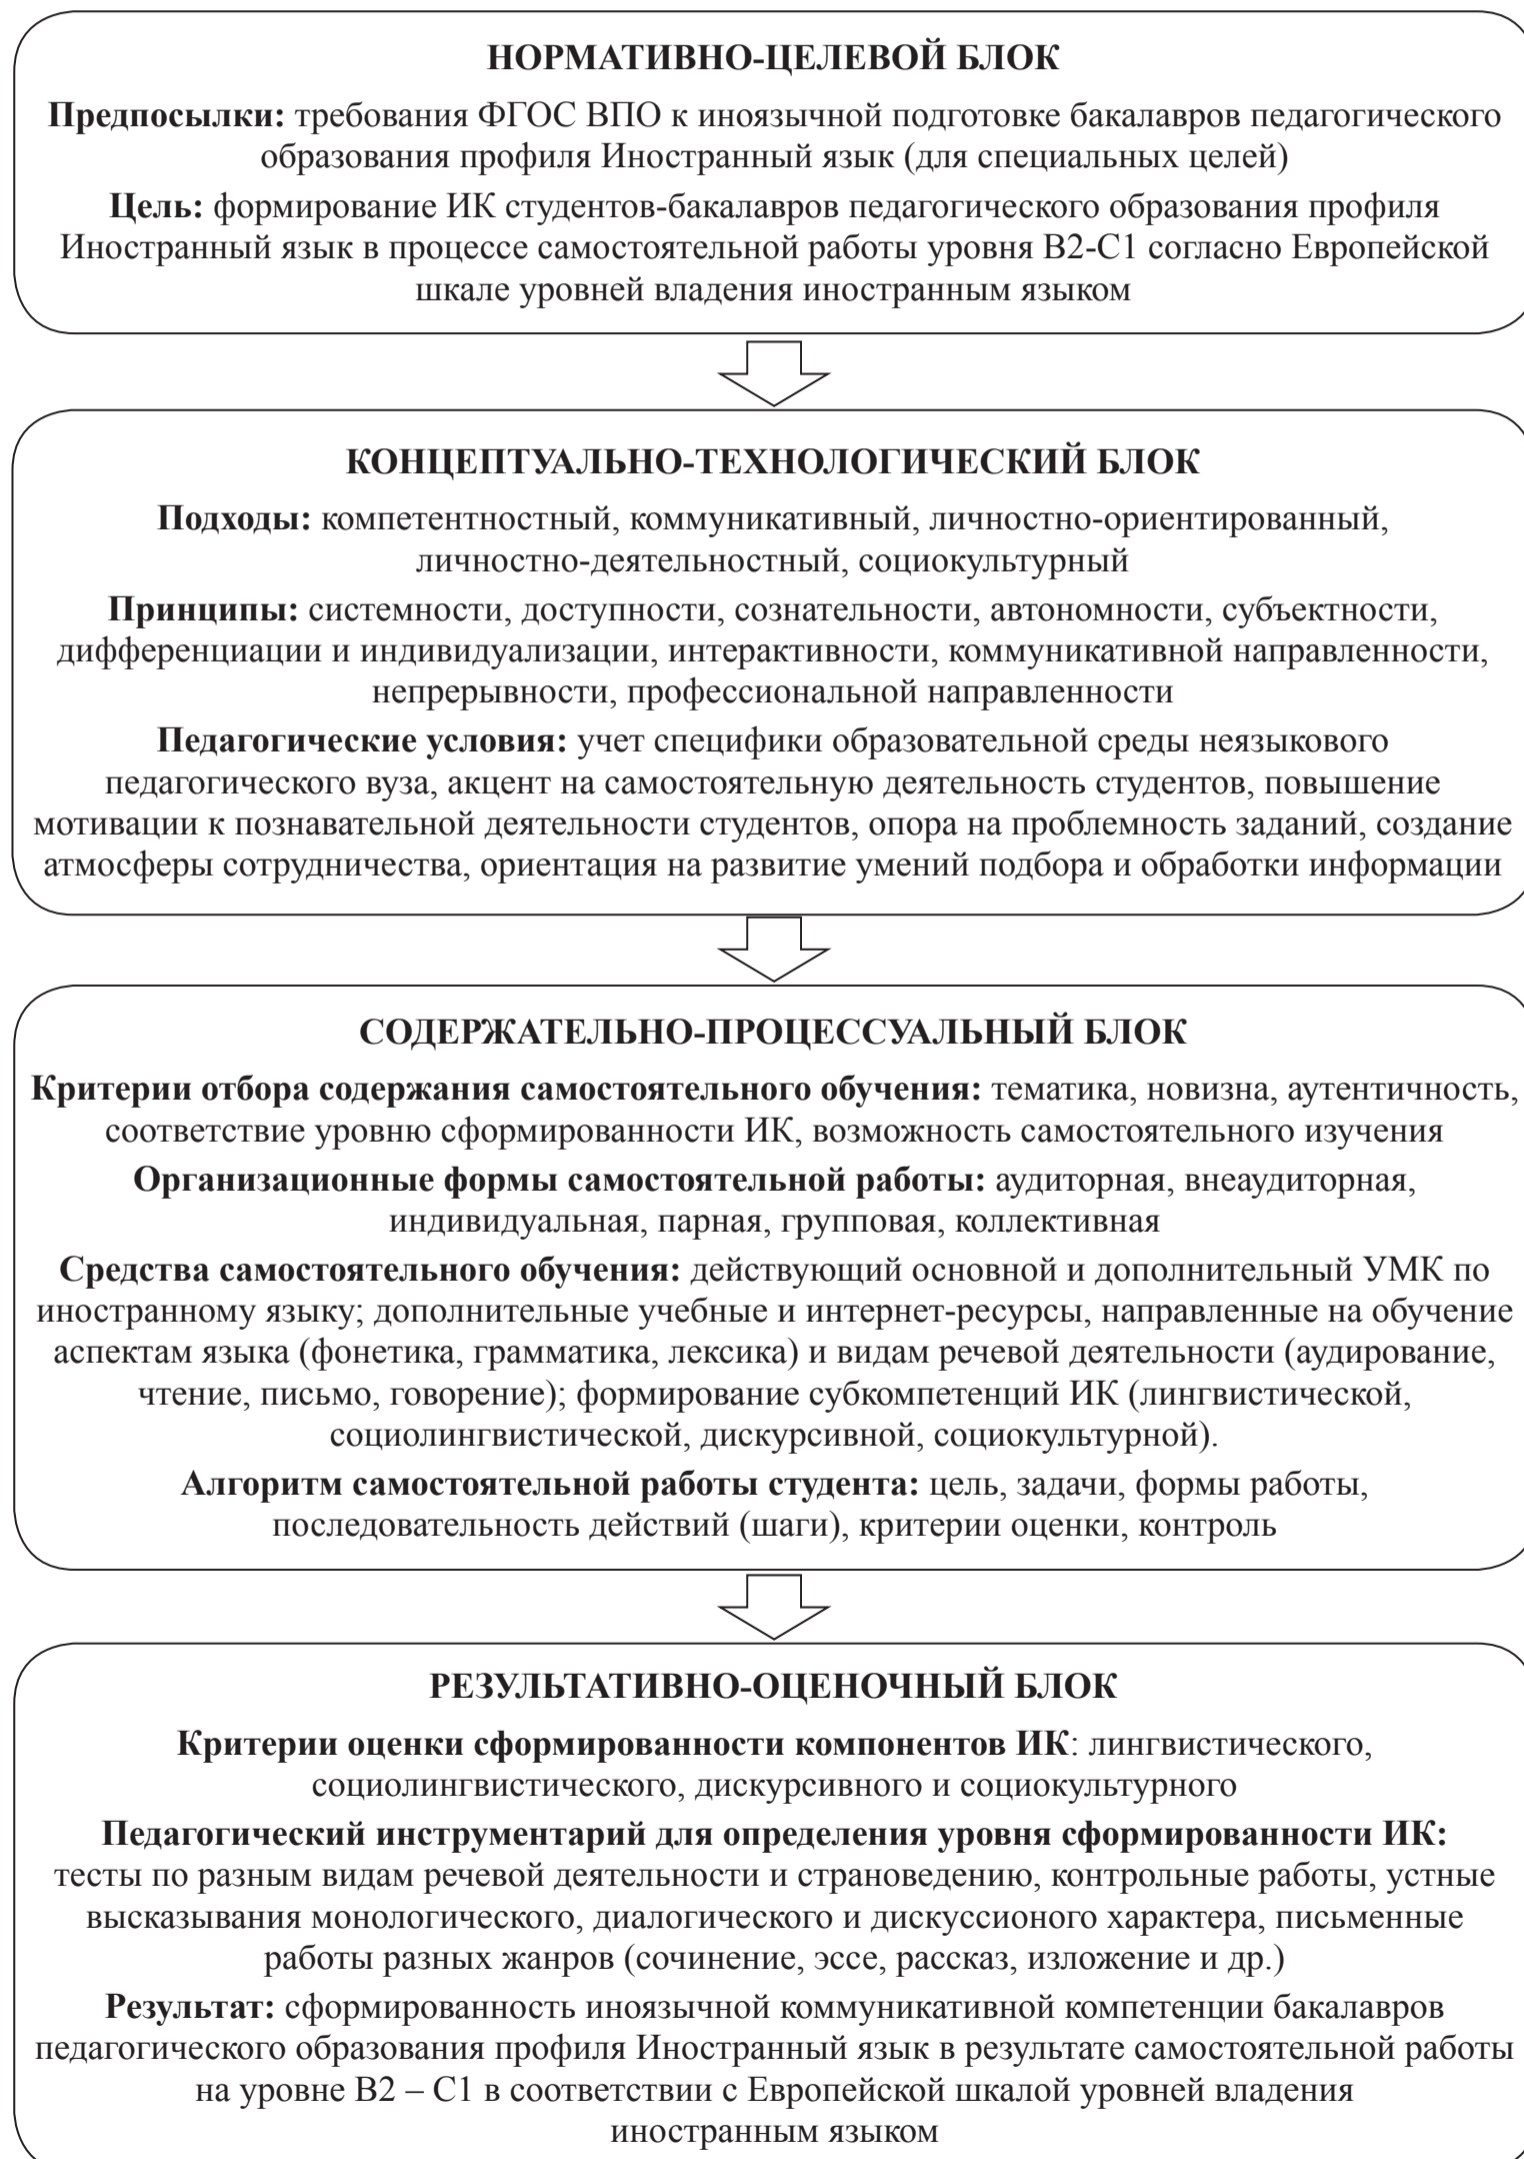 НОРМАТИВНО-ЦЕЛЕВОЙ БЛОК
Предпосылки: требования ФГОС ВПО к иноязычной подготовке бакалавров педагогического
образования профиля Иностранный язык (для специальных целей)
Цель: формирование ИК студентов-бакалавров педагогического образования профиля
Иностранный язык в процессе самостоятельной работы уровня В2-С1 согласно Европейской
шкале уровней владения иностранным языком
КОНЦЕПТУАЛЬНО-ТЕХНОЛОГИЧЕСКИЙ БЛОК
Подходы: компетентностный, коммуникативный, личностно-ориентированный,
личностно-деятельностный, социокультурный
Принципы: системности, доступности, сознательности, автономности, субъектности,
дифференциации и индивидуализации, интерактивности, коммуникативной направленности,
непрерывности, профессиональной направленности
Педагогические условия: учет специфики образовательной среды неязыкового
педагогического вуза, акцент на самостоятельную деятельность студентов, повышение
мотивации к познавательной деятельности студентов, опора на проблемность заданий, создание
атмосферы сотрудничества, ориентация на развитие умений подбора и обработки информации
СОДЕРЖАТЕЛЬНО-ПРОЦЕССУАЛЬНЫЙ БЛОК
Критерии отбора содержания самостоятельного обучения: тематика, новизна, аутентичность,
соответствие уровню сформированности ИК, возможность самостоятельного изучения
Организационные формы самостоятельной работы: аудиторная, внеаудиторная,
индивидуальная, парная, групповая, коллективная
Средства самостоятельного обучения: действующий основной и дополнительный УМК по
иностранному языку; дополнительные учебные и интернет-ресурсы, направленные на обучение
аспектам языка (фонетика, грамматика, лексика) и видам речевой деятельности (аудирование,
чтение, письмо, говорение); формирование субкомпетенций ИК (лингвистической,
социолингвистической, дискурсивной, социокультурной).
Алгоритм самостоятельной работы студента: цель, задачи, формы работы,
последовательность действий (шаги), критерии оценки, контроль
РЕЗУЛЬТАТИВНО-ОЦЕНОЧНЫЙ БЛОК
Критерии оценки сформированности компонентов ИК: лингвистического,
социолингвистического, дискурсивного и социокультурного
Педагогический инструментарий для определения уровня сформированности ИК:
тесты по разным видам речевой деятельности и страноведению, контрольные работы, устные
высказывания монологического, диалогического и дискуссионого характера, письменные
работы разных жанров (сочинение, эссе, рассказ, изложение и др.)
Результат: сформированность иноязычной коммуникативной компетенции бакалавров
педагогического образования профиля Иностранный язык в результате самостоятельной работы
на уровне В2 – С1 в соответствии с Европейской шкалой уровней владения
иностранным языком